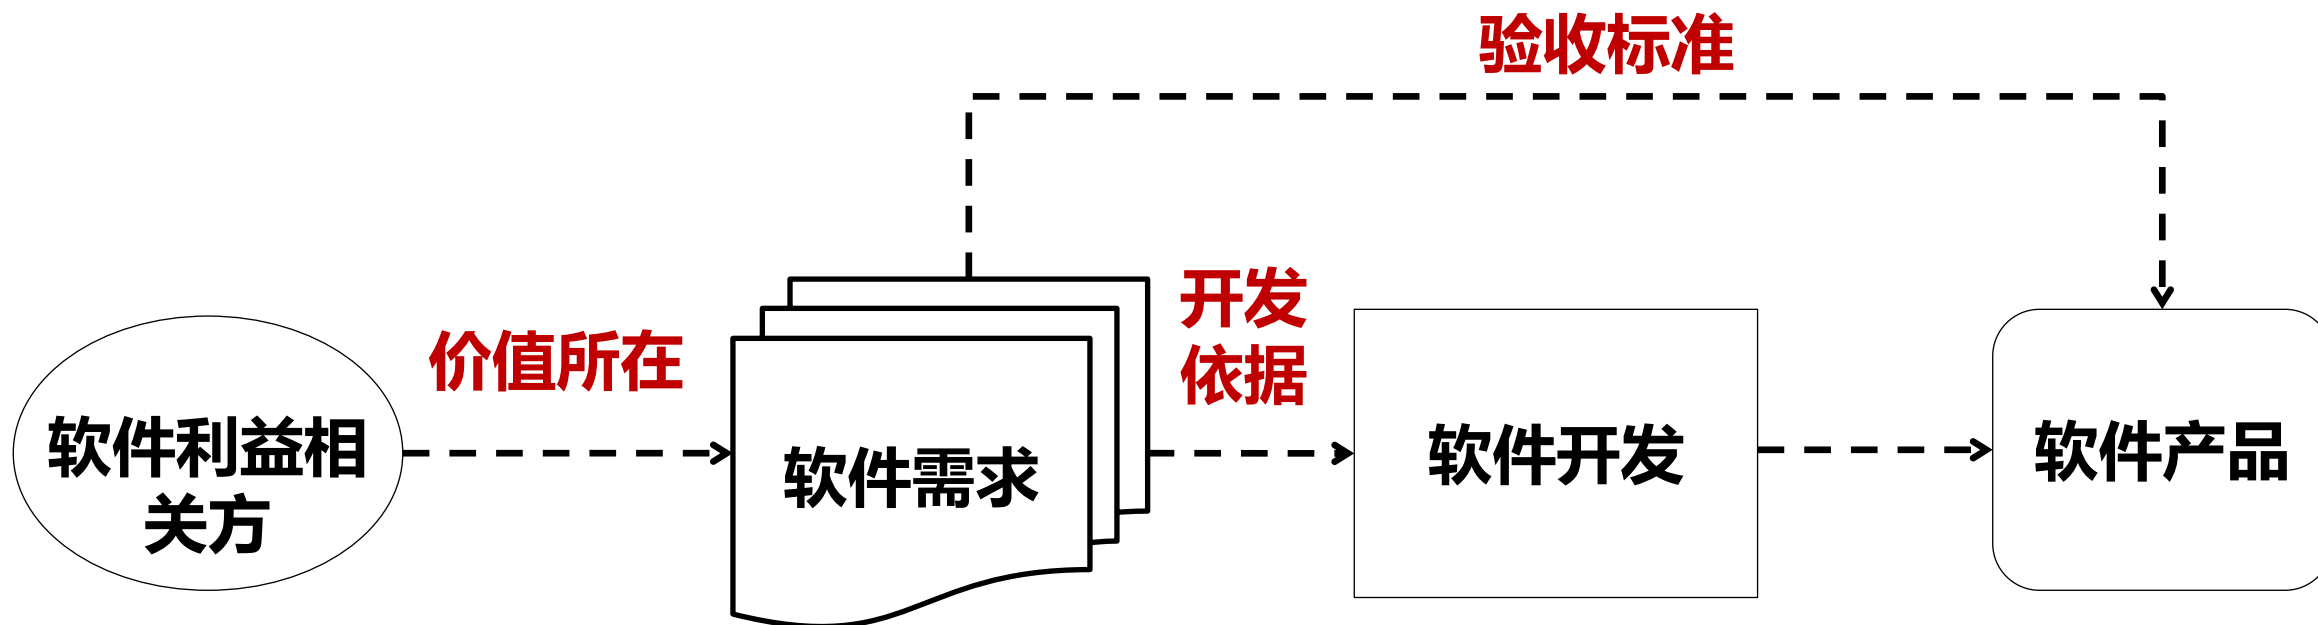 验收标准
开发
依据
价值所在
软件利益相
关方
软件需求
软件开发
软件产品